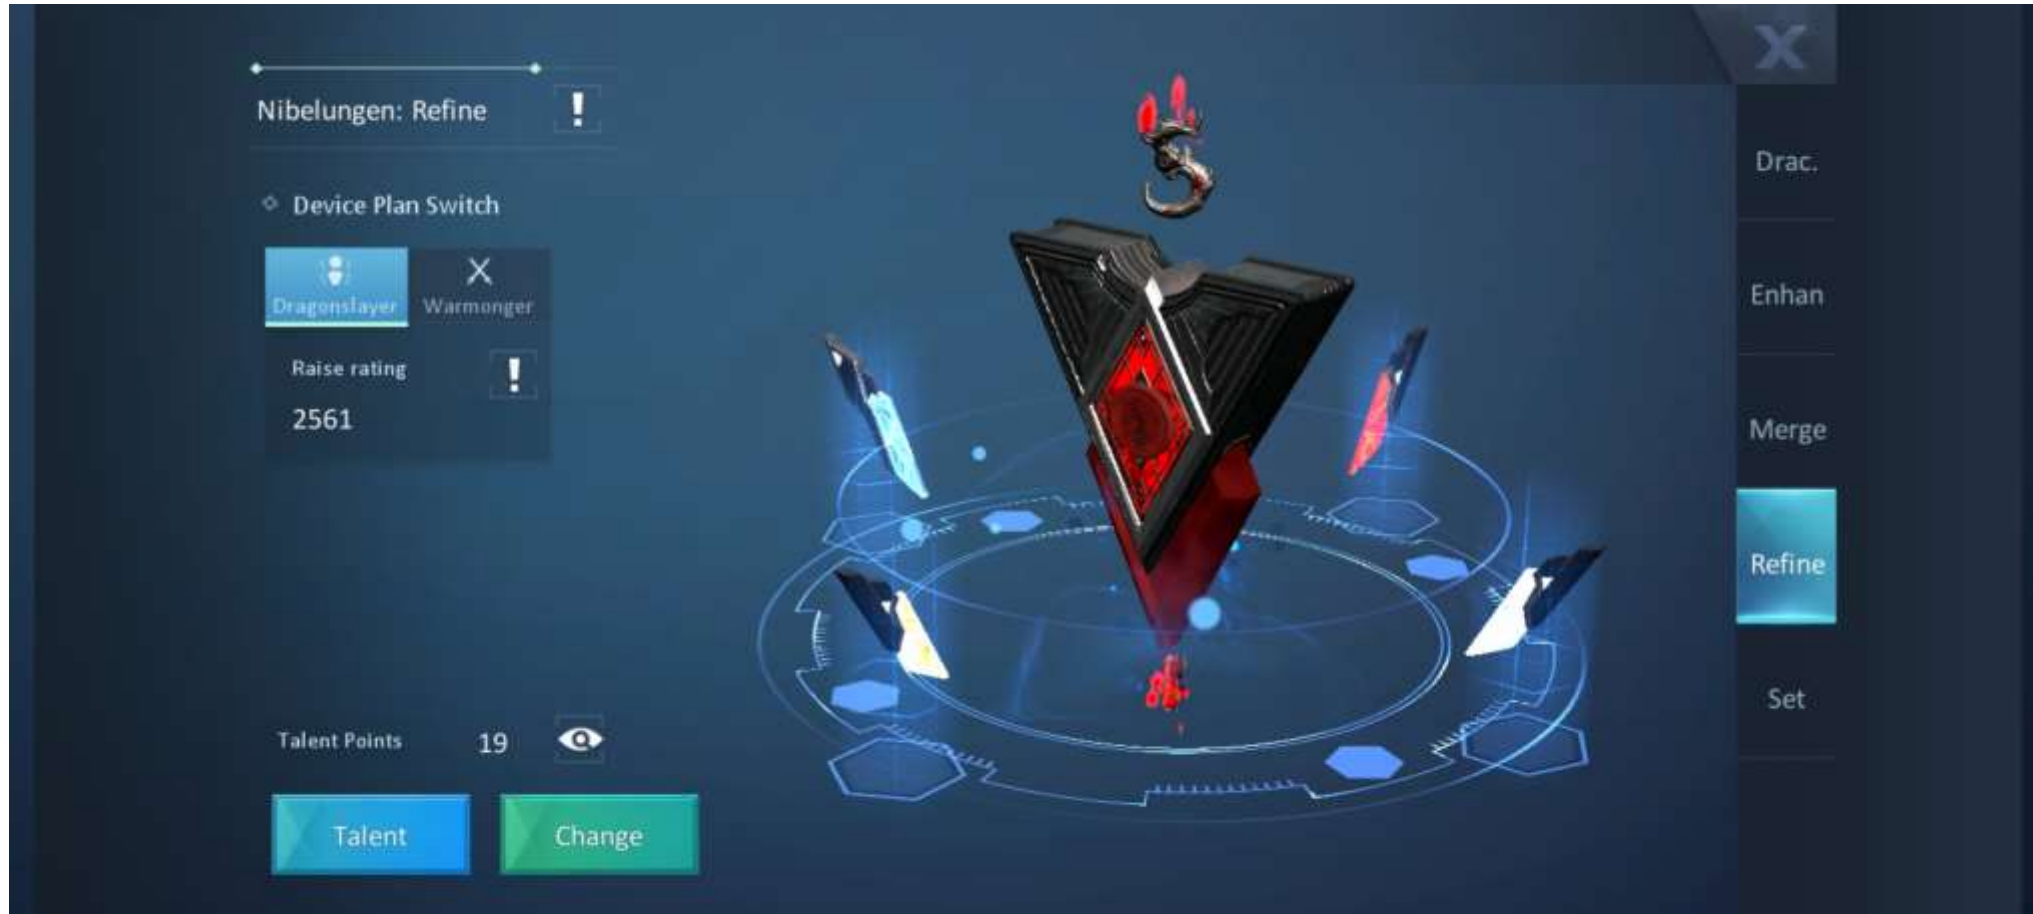 Nibelungen: Refine
!
Device Plan Switch
Dragonslayer
Warmonger
Raise rating
!
2561
Talent Points
19
Talent
Change
S
X
Drac.
Enhan
Merge
Refine
Set